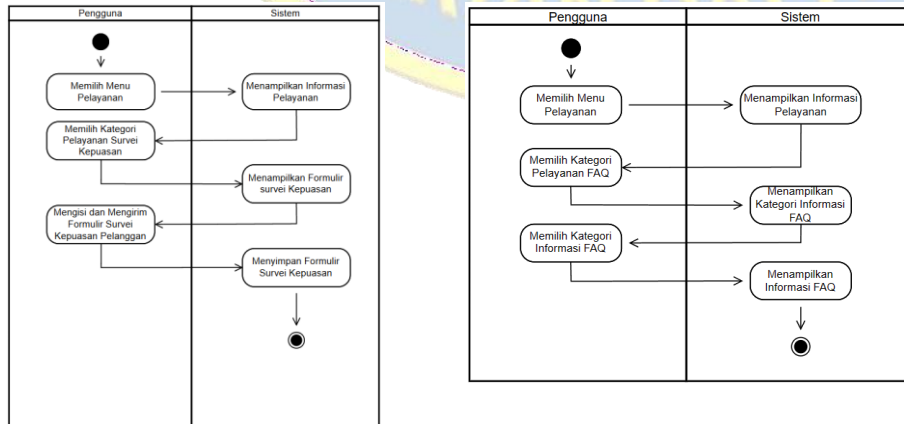 Pengguna
Sistem
Memilih Menu
Pelayanan
Menampilkan Informasi
Pelayanan
Memilih Kategori
Pelayanan Survei
Kepuasan
Menampilkan Formulir
survei Kepuasan
Mengisi dan Mengirim
Formulir Survei
Kepuasan Pelanggan
Menyimpan Formulir
Survei Kepuasan
Pengguna
Sistem
Memilih Menu
Pelayanan
Menampilkan Informasi
Pelayanan
Memilih Kategori
Pelayanan FAQ
Menampilkan
Kategori Informasi
FAQ
Memilih Kategori
Informasi FAQ
Menampilkan
Informasi FAQ